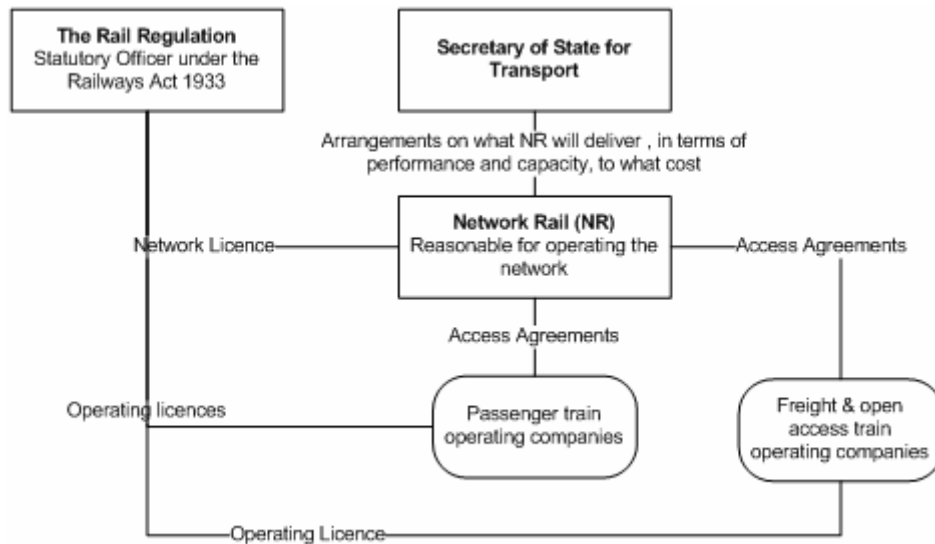 The Rail Regulation
Statutory Officer under the
Railways Act 1933
Secretary of State for
Transport
Arrangements on what NR will deliver , in terms of
performance and capacity, to what cost
Network Rail (NR)
Reasonable for operating the
network
Network Licence
Access Agreements
Access Agreements
Operating licences
Passenger train
operating companies
Freight & open
access train
operating companies
Operating Licence